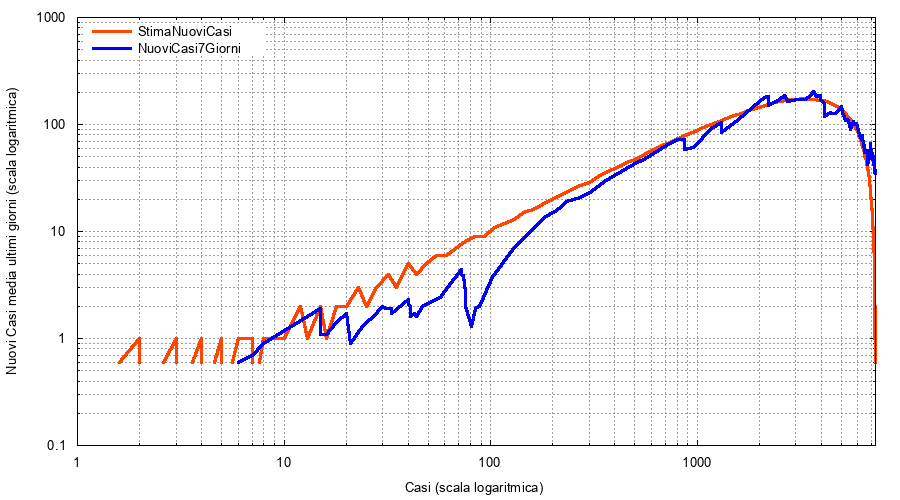 1000
100
10
1
0.1
StimaNuoviCasi
NuoviCasi7Giorni
Nuovi Casi media ultimi giorni (scala logaritmica)
1 10 100 1000
Casi (scala logaritmica)